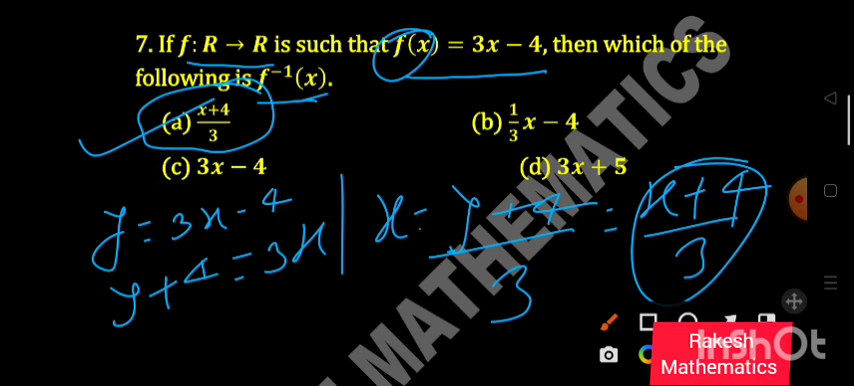 7. If f: R → R is such that f(x) = 3x − 4, then which of the
following is f⁻¹(x).
(a) x+4/3 (b) 1/3 x − 4
(c) 3x − 4 (d) 3x + 5
y = 3x - 4 | x = y+4/3 = x+4/3
y + 4 = 3x
MATHEMATICS
MATHEMATICS
InShOt
Rakesh
Mathematics